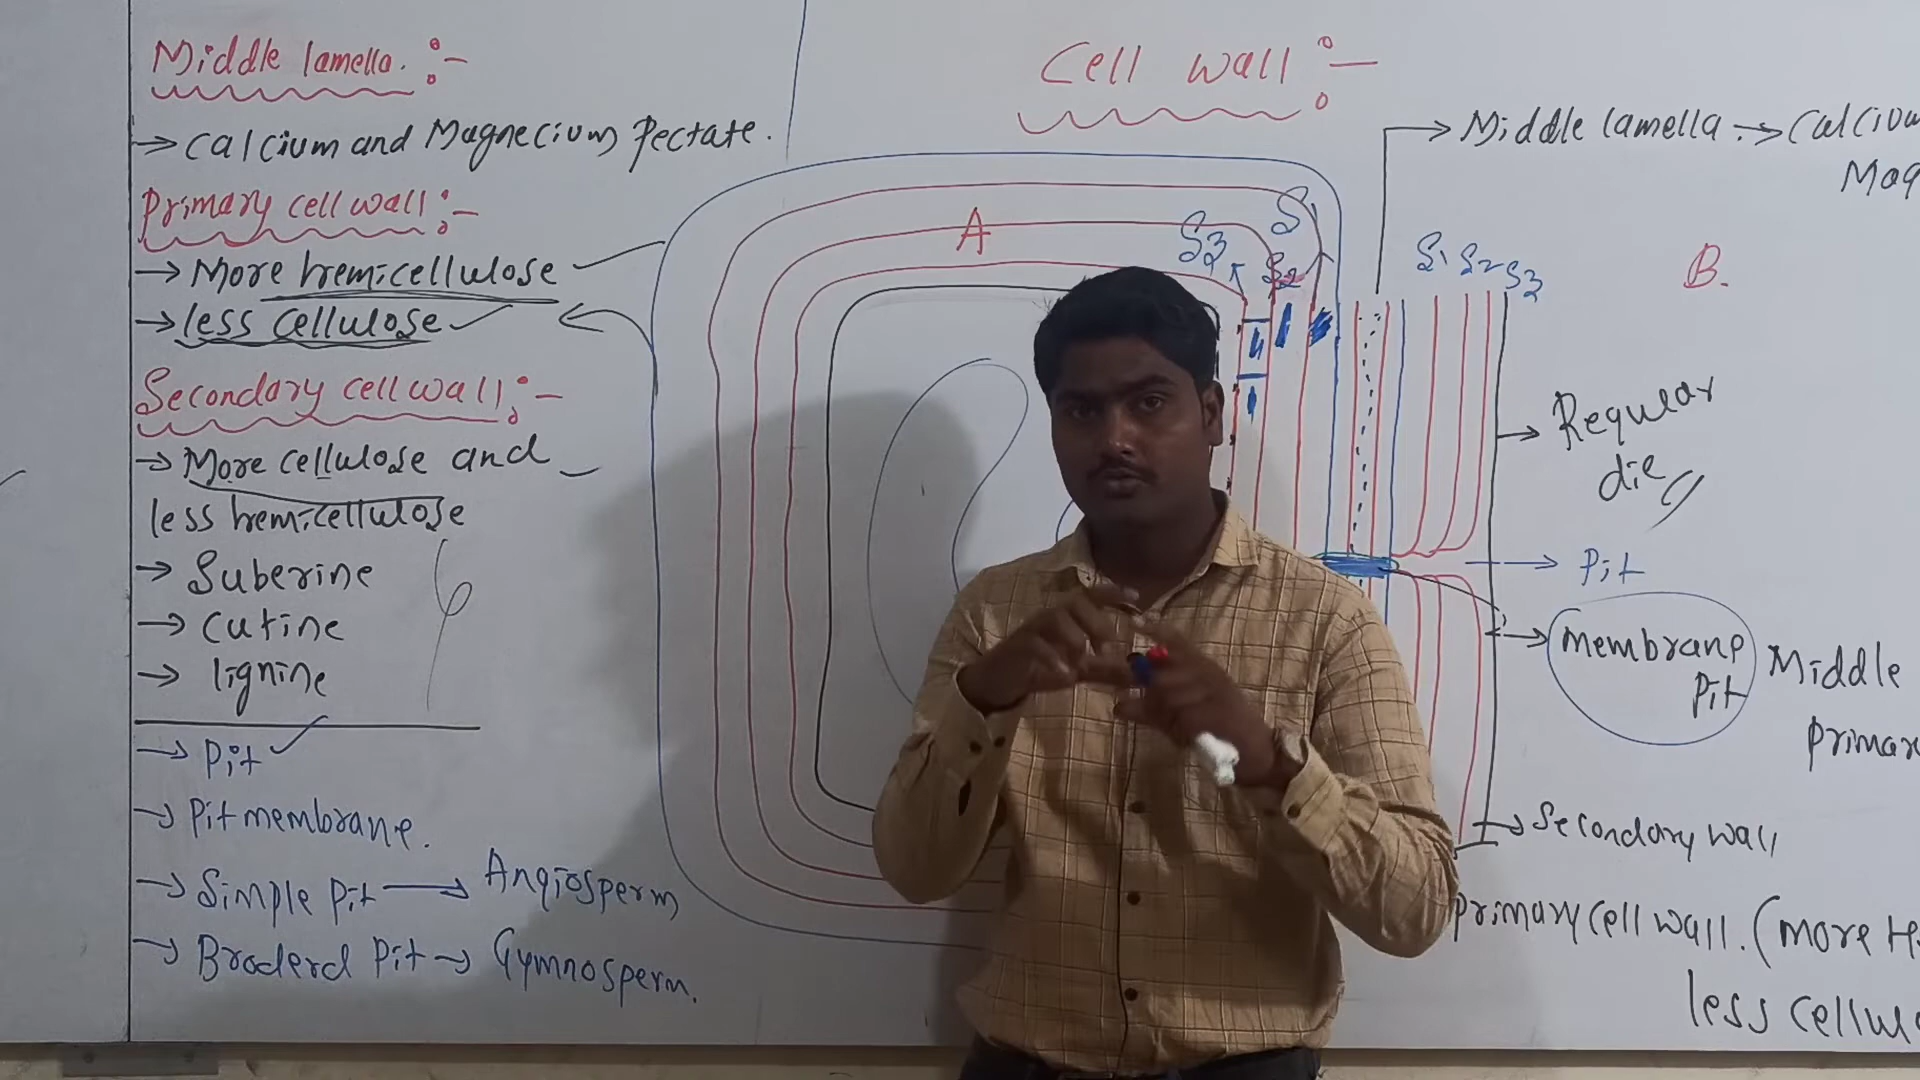 Middle lamella. :-
→ Calcium and Magnecium Pectate.
Primary cell wall :-
→ More hemicellulose
→ less cellulose
Secondary cell wall :-
→ More cellulose and
less hemicellulose
→ Suberine
→ Cutine
→ lignine
→ Pit
→ Pit membrane.
→ Simple Pit → Angiosperm
→ Broderd Pit → Gymnosperm.
Cell wall :-
→ Middle lamella → Calcium
Mag
A
S3
S2
S1
S1 S2 S3
B.
→ Regular
die
→ Pit
→ membrane
Pit
Middle
Primar
→ Secondary wall
Primary cell wall. (more H
less cellulo